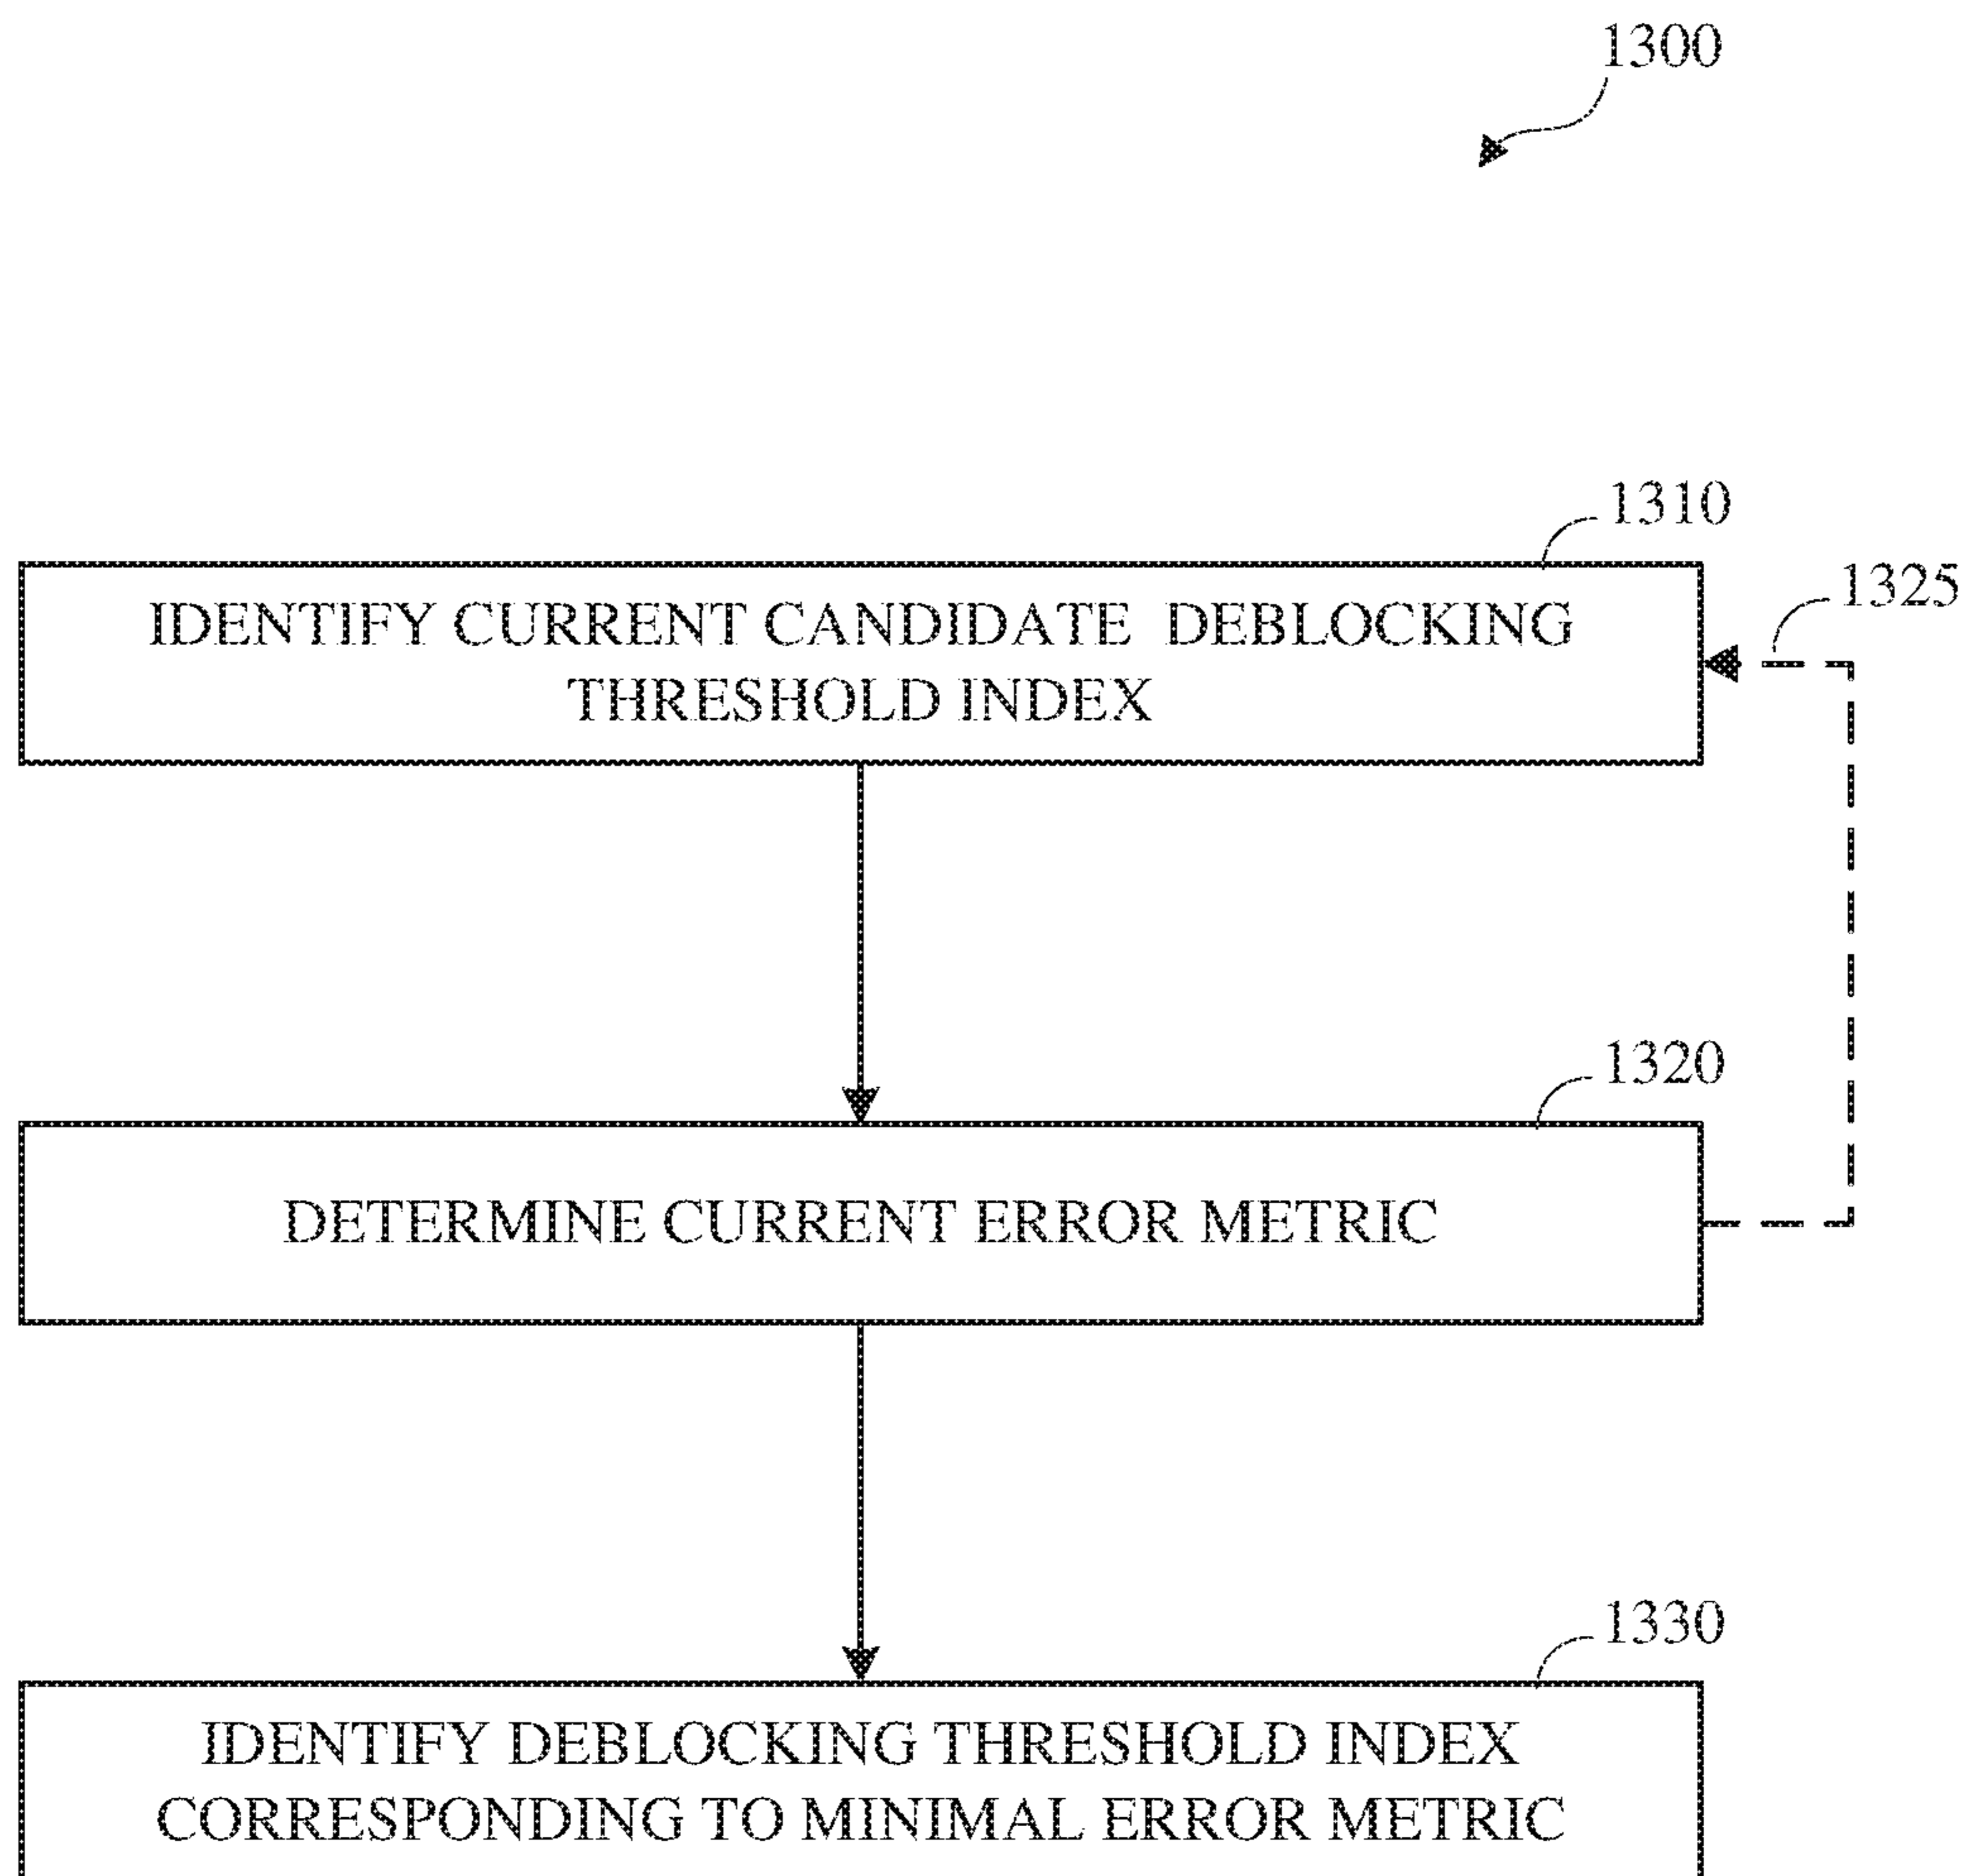 1300
1310
1325
IDENTIFY CURRENT CANDIDATE DEBLOCKING
THRESHOLD INDEX
1320
DETERMINE CURRENT ERROR METRIC
1330
IDENTIFY DEBLOCKING THRESHOLD INDEX
CORRESPONDING TO MINIMAL ERROR METRIC